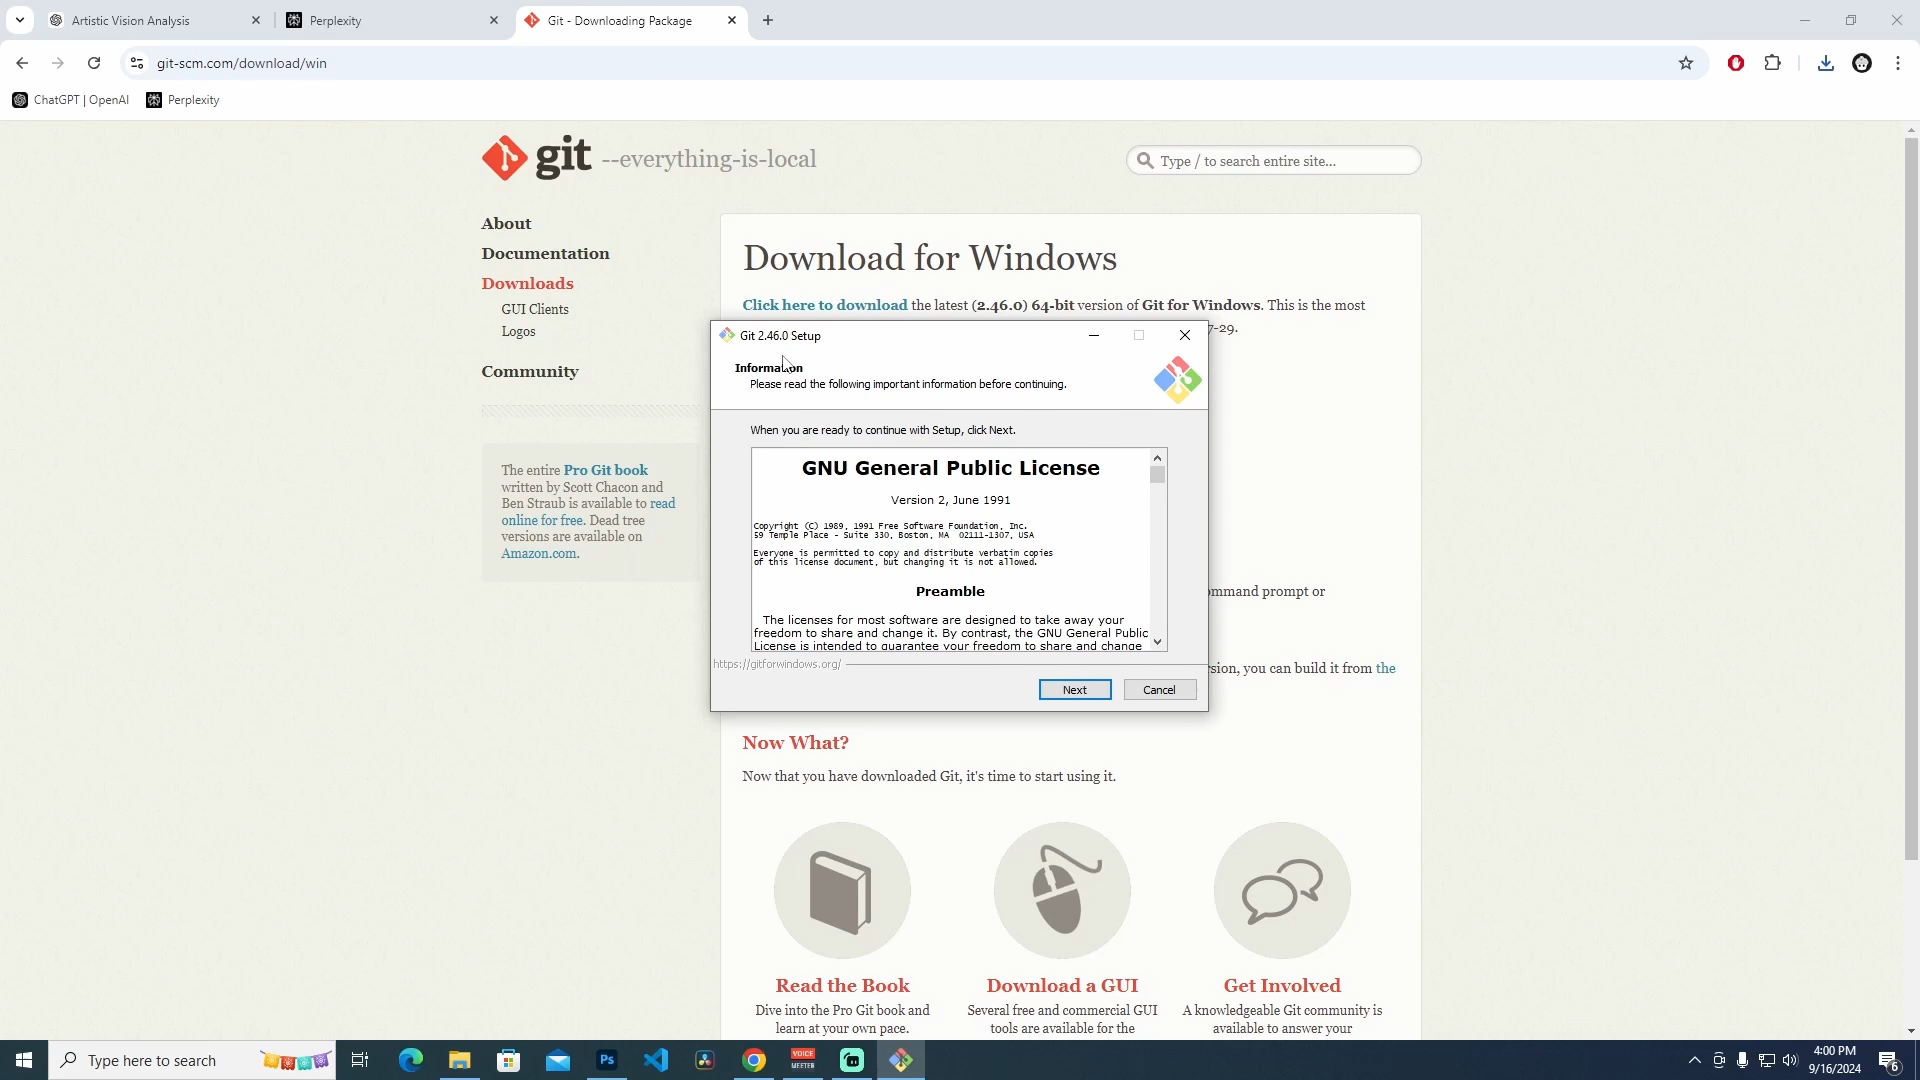 Artistic Vision Analysis
Perplexity
Git - Downloading Package
git-scm.com/download/win
ChatGPT | OpenAI
Perplexity
git --everything-is-local
Type / to search entire site...
About
Documentation
Downloads
GUI Clients
Logos
Community
The entire Pro Git book
written by Scott Chacon and
Ben Straub is available to read
online for free. Dead tree
versions are available on
Amazon.com.
Download for Windows
Click here to download the latest (2.46.0) 64-bit version of Git for Windows. This is the most
7-29.
Git 2.46.0 Setup
Information
Please read the following important information before continuing.
When you are ready to continue with Setup, click Next.
GNU General Public License
Version 2, June 1991
Copyright (C) 1989, 1991 Free Software Foundation, Inc.
59 Temple Place - Suite 330, Boston, MA 02111-1307, USA
Everyone is permitted to copy and distribute verbatim copies
of this license document, but changing it is not allowed.
Preamble
The licenses for most software are designed to take away your
freedom to share and change it. By contrast, the GNU General Public
License is intended to guarantee your freedom to share and change
https://gitforwindows.org/
Next
Cancel
ommand prompt or
rsion, you can build it from the
Now What?
Now that you have downloaded Git, it's time to start using it.
Read the Book
Dive into the Pro Git book and
learn at your own pace.
Download a GUI
Several free and commercial GUI
tools are available for the
Get Involved
A knowledgeable Git community is
available to answer your
Type here to search
Ps
VOICE
MEETER
4:00 PM
9/16/2024
6